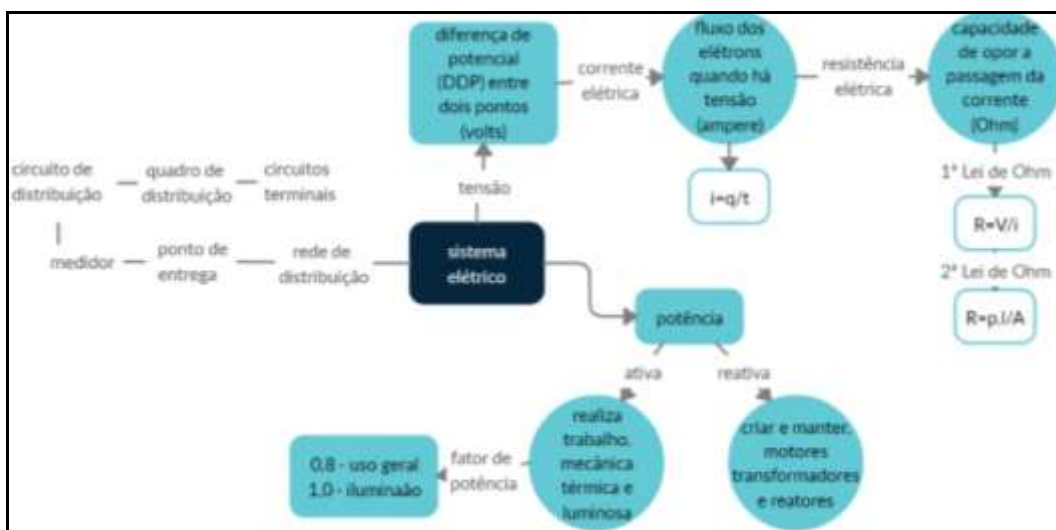 diferença de
potencial
(DDP) entre
dois pontos
(volts)
corrente
elétrica
fluxo dos
elétrons
quando há
tensão
(ampere)
resistência
elétrica
capacidade
de opor a
passagem da
corrente
(Ohm)
i=q/t
1ª Lei de Ohm
R=V/i
2ª Lei de Ohm
R=p.l/A
circuito de
distribuição
quadro de
distribuição
circuitos
terminais
tensão
medidor
ponto de
entrega
rede de
distribuição
sistema
elétrico
potência
ativa
reativa
realiza
trabalho,
mecânica
térmica e
luminosa
criar e manter,
motores
transformadores
e reatores
fator de
potência
0,8 - uso geral
1,0 - iluminaão